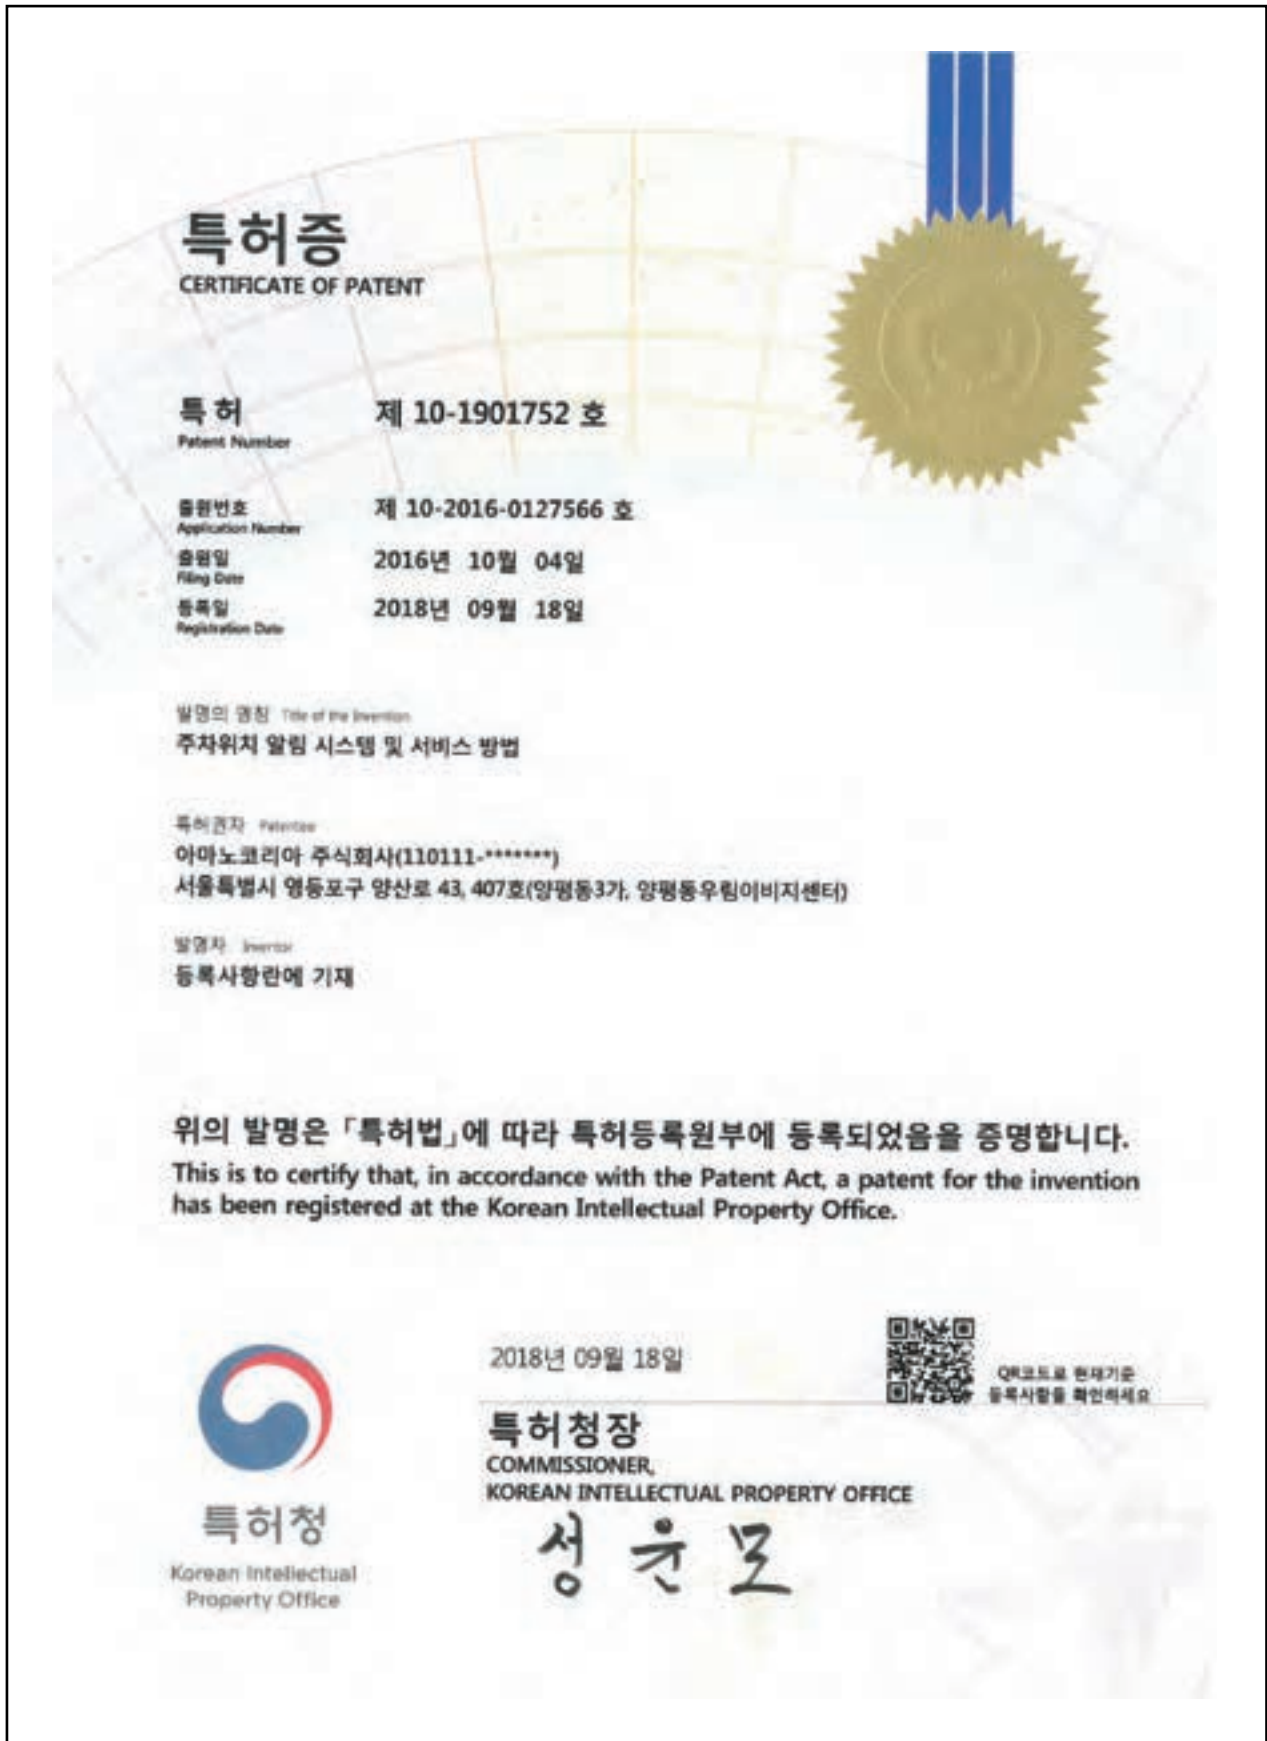 특허증
CERTIFICATE OF PATENT
특허 제 10-1901752 호
Patent Number
출원번호 제 10-2016-0127566 호
Application Number
출원일 2016년 10월 04일
Filing Date
등록일 2018년 09월 18일
Registration Date
발명의 명칭 Title of the Invention
주차위치 알림 시스템 및 서비스 방법
특허권자 Patentee
아마노코리아 주식회사(110111-*******)
서울특별시 영등포구 양산로 43, 407호(양평동3가, 양평동우림이비지센터)
발명자 Inventor
등록사항란에 기재
위의 발명은 「특허법」에 따라 특허등록원부에 등록되었음을 증명합니다.
This is to certify that, in accordance with the Patent Act, a patent for the invention
has been registered at the Korean Intellectual Property Office.
2018년 09월 18일
QR코드로 현재기준
등록사항을 확인하세요
특허청장
COMMISSIONER,
KOREAN INTELLECTUAL PROPERTY OFFICE
성윤모
특허청
Korean Intellectual
Property Office